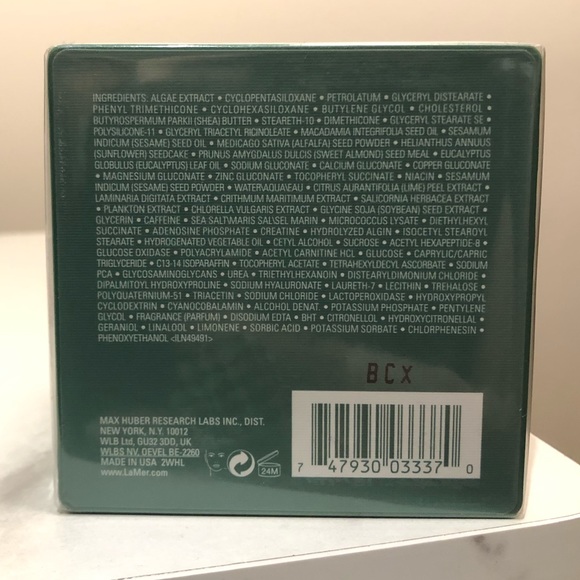 INGREDIENTS: ALGAE EXTRACT • CYCLOPENTASILOXANE • PETROLATUM • GLYCERYL DISTEARATE •
PHENYL TRIMETHICONE • CYCLOHEXASILOXANE • BUTYLENE GLYCOL • CHOLESTEROL •
BUTYROSPERMUM PARKII (SHEA) BUTTER • STEARETH-10 • DIMETHICONE • GLYCERYL STEARATE SE •
POLYSILICONE-11 • GLYCERYL TRIACETYL RICINOLEATE • MACADAMIA INTEGRIFOLIA SEED OIL • SESAMUM
INDICUM (SESAME) SEED OIL • MEDICAGO SATIVA (ALFALFA) SEED POWDER • HELIANTHUS ANNUUS
(SUNFLOWER) SEEDCAKE • PRUNUS AMYGDALUS DULCIS (SWEET ALMOND) SEED MEAL • EUCALYPTUS
GLOBULUS (EUCALYPTUS) LEAF OIL • SODIUM GLUCONATE • CALCIUM GLUCONATE • COPPER GLUCONATE
• MAGNESIUM GLUCONATE • ZINC GLUCONATE • TOCOPHERYL SUCCINATE • NIACIN • SESAMUM
INDICUM (SESAME) SEED POWDER • WATER\AQUA\EAU • CITRUS AURANTIFOLIA (LIME) PEEL EXTRACT •
LAMINARIA DIGITATA EXTRACT • CRITHMUM MARITIMUM EXTRACT • SALICORNIA HERBACEA EXTRACT
• PLANKTON EXTRACT • CHLORELLA VULGARIS EXTRACT • GLYCINE SOJA (SOYBEAN) SEED EXTRACT •
GLYCERIN • CAFFEINE • SEA SALT\MARIS SAL\SEL MARIN • MICROCOCCUS LYSATE • DIETHYLHEXYL
SUCCINATE • ADENOSINE PHOSPHATE • CREATINE • HYDROLYZED ALGIN • ISOCETYL STEAROYL
STEARATE • HYDROGENATED VEGETABLE OIL • CETYL ALCOHOL • SUCROSE • ACETYL HEXAPEPTIDE-8 •
GLUCOSE OXIDASE • POLYACRYLAMIDE • ACETYL CARNITINE HCL • GLUCOSE • CAPRYLIC/CAPRIC
TRIGLYCERIDE • C13-14 ISOPARAFFIN • TOCOPHERYL ACETATE • TETRAHEXYLDECYL ASCORBATE • SODIUM
PCA • GLYCOSAMINOGLYCANS • UREA • TRIETHYLHEXANOIN • DISTEARYLDIMONIUM CHLORIDE •
DIPALMITOYL HYDROXYPROLINE • SODIUM HYALURONATE • LAURETH-7 • LECITHIN • TREHALOSE •
POLYQUATERNIUM-51 • TRIACETIN • SODIUM CHLORIDE • LACTOPEROXIDASE • HYDROXYPROPYL
CYCLODEXTRIN • CYANOCOBALAMIN • ALCOHOL DENAT. • POTASSIUM PHOSPHATE • PENTYLENE
GLYCOL • FRAGRANCE (PARFUM) • DISODIUM EDTA • BHT • CITRONELLOL • HYDROXYCITRONELLAL •
GERANIOL • LINALOOL • LIMONENE • SORBIC ACID • POTASSIUM SORBATE • CHLORPHENESIN •
PHENOXYETHANOL <ILN49491>
BCX
MAX HUBER RESEARCH LABS INC., DIST.
NEW YORK, N.Y. 10012
WLB Ltd, GU32 3DD, UK
WLBS NV, OEVEL BE-2260
MADE IN USA 2WHL
www.LaMer.com
24M
7 47930 03337 0